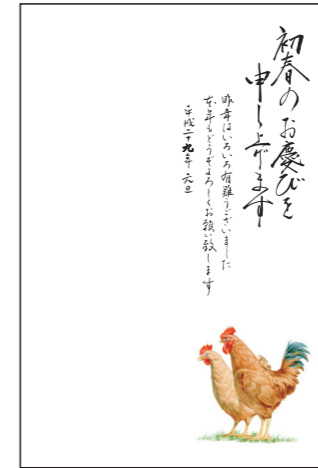 初春のお慶びを
申し上げます
昨年はいろいろ有難うございました
本年もどうぞよろしくお願い致します
平成二十九年 元旦